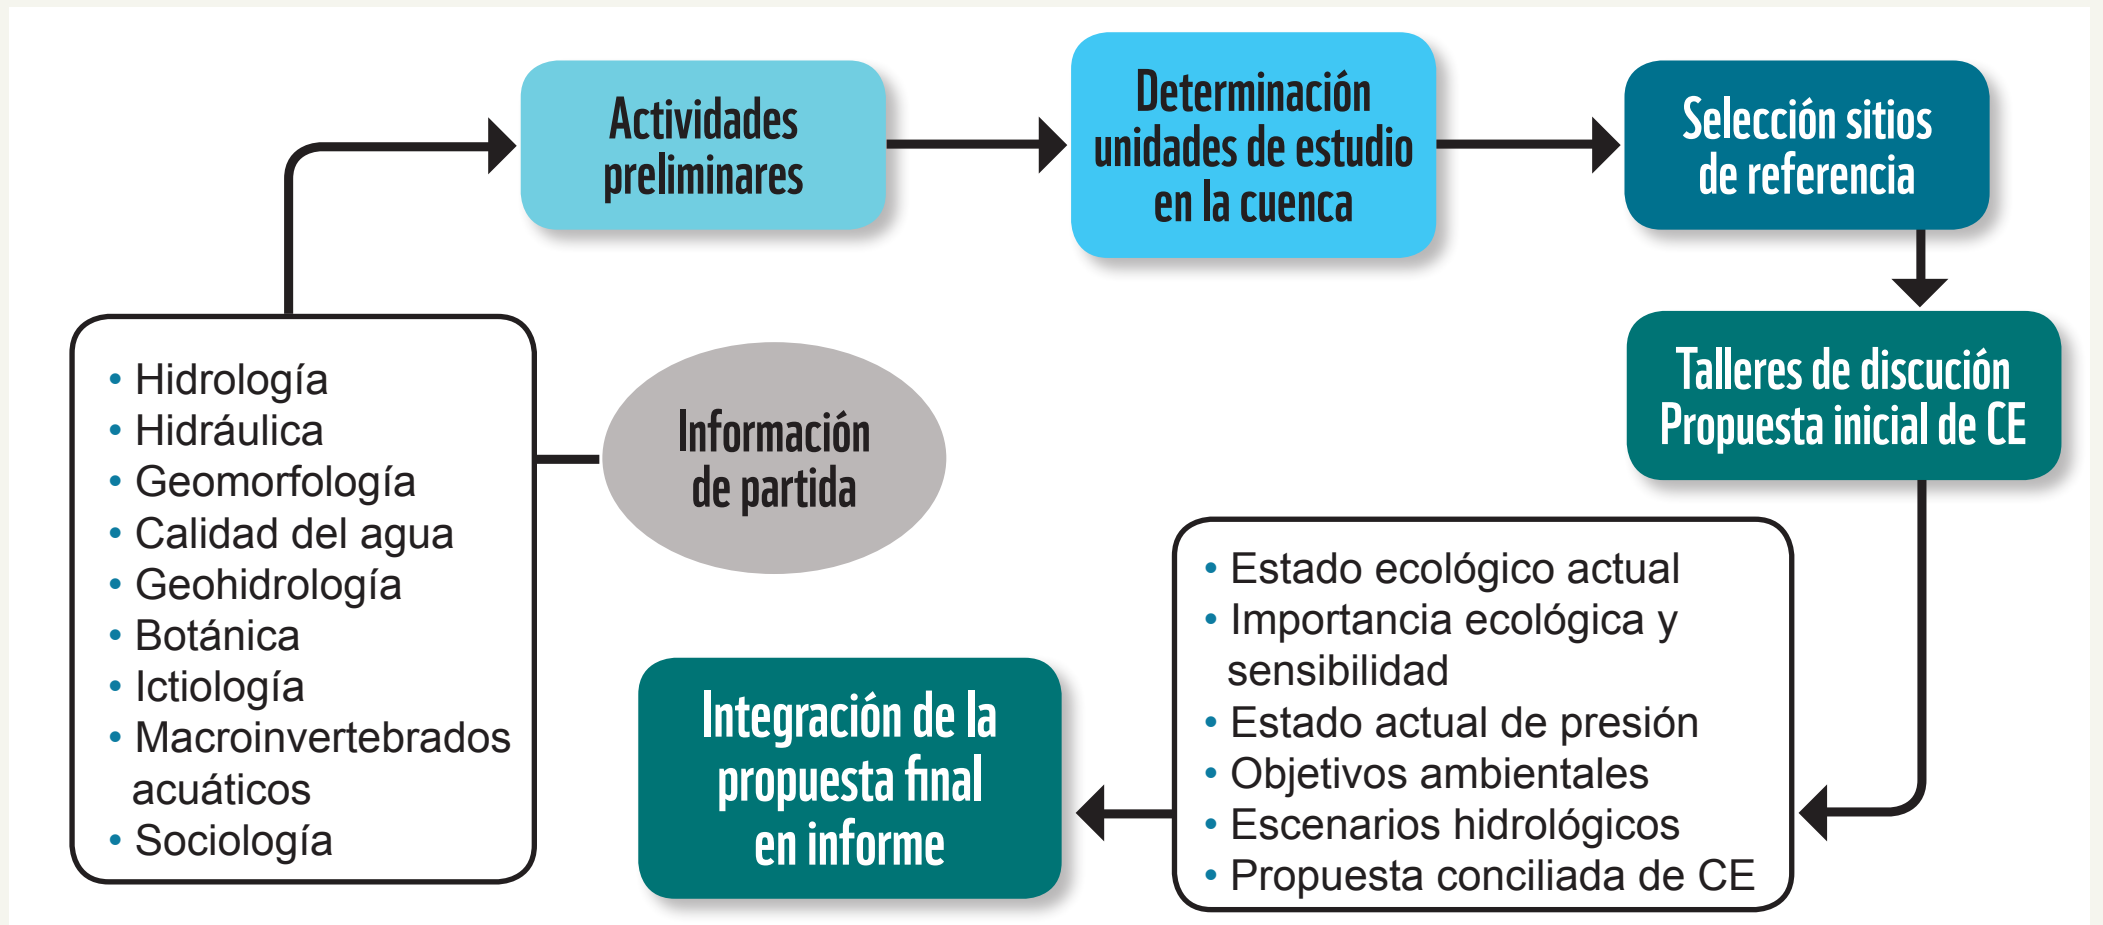 Actividades
preliminares
Determinación
unidades de estudio
en la cuenca
Selección sitios
de referencia
Talleres de discución
Propuesta inicial de CE
• Hidrología
• Hidráulica
• Geomorfología
• Calidad del agua
• Geohidrología
• Botánica
• Ictiología
• Macroinvertebrados
acuáticos
• Sociología
Información
de partida
• Estado ecológico actual
• Importancia ecológica y
sensibilidad
• Estado actual de presión
• Objetivos ambientales
• Escenarios hidrológicos
• Propuesta conciliada de CE
Integración de la
propuesta final
en informe